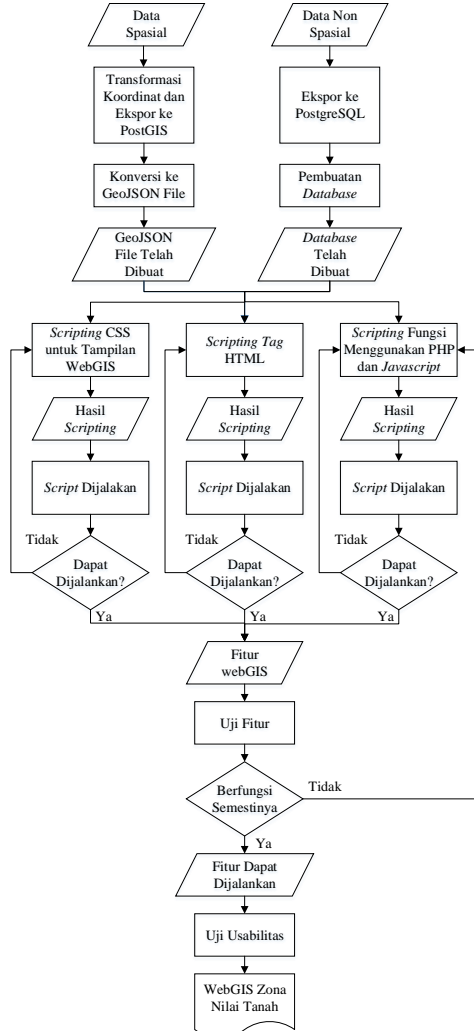 Data
Spasial
Data Non
Spasial
Transformasi
Koordinat dan
Ekspor ke
PostGIS
Ekspor ke
PostgreSQL
Konversi ke
GeoJSON File
Pembuatan
Database
GeoJSON
File Telah
Dibuat
Database
Telah
Dibuat
Scripting CSS
untuk Tampilan
WebGIS
Scripting Tag
HTML
Scripting Fungsi
Menggunakan PHP
dan Javascript
Hasil
Scripting
Hasil
Scripting
Hasil
Scripting
Script Dijalakan
Script Dijalakan
Script Dijalakan
Tidak
Dapat
Dijalankan?
Ya
Tidak
Dapat
Dijalankan?
Ya
Tidak
Dapat
Dijalankan?
Ya
Fitur
webGIS
Uji Fitur
Berfungsi
Semestinya
Tidak
Ya
Fitur Dapat
Dijalankan
Uji Usabilitas
WebGIS Zona
Nilai Tanah